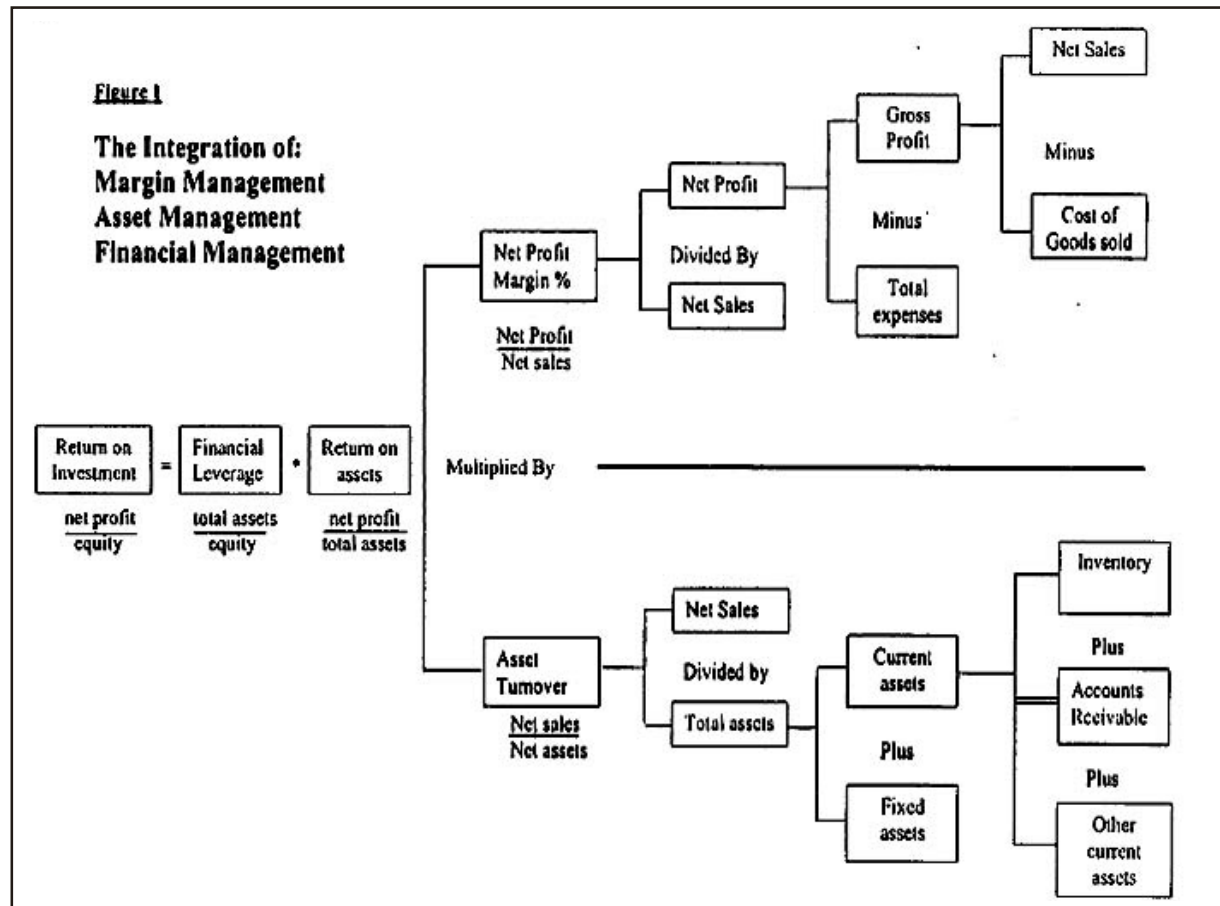 Figure 1
The Integration of:
Margin Management
Asset Management
Financial Management
Return on
Investment
net profit
equity
=
Financial
Leverage
total assets
equity
*
Return on
assets
net profit
total assets
Net Profit
Margin %
Net Profit
Net sales
Multiplied By
Asset
Turnover
Net sales
Net assets
Net Profit
Divided By
Net Sales
Gross
Profit
Minus
Total
expenses
Net Sales
Minus
Cost of
Goods sold
Net Sales
Divided by
Total assets
Current
assets
Plus
Fixed
assets
Inventory
Plus
Accounts
Recivable
Plus
Other
current
assets